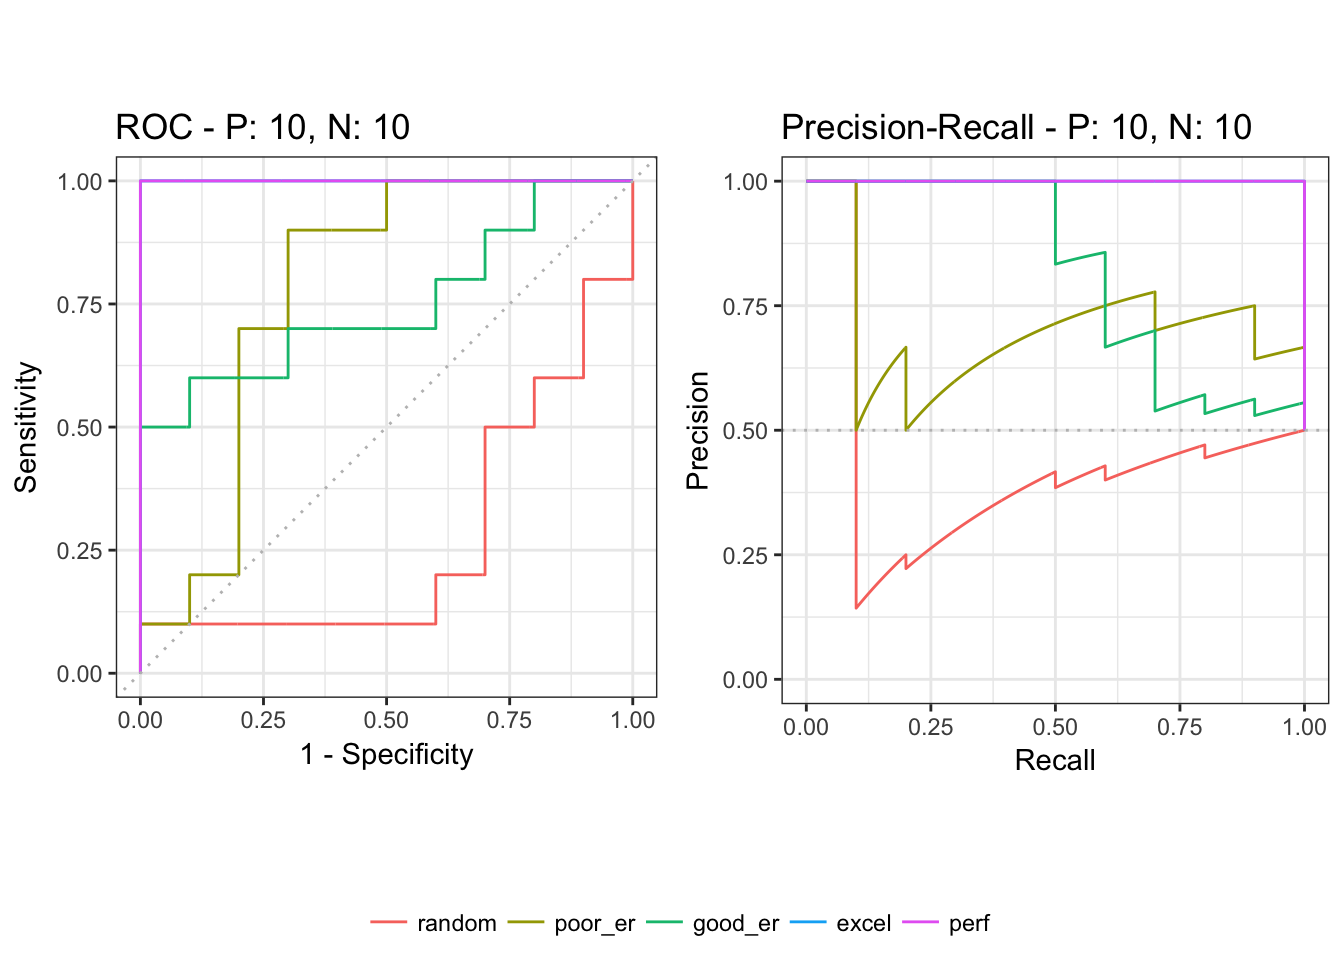 ROC - P: 10, N: 10
1.00
0.75
0.50
0.25
0.00
Sensitivity
0.00 0.25 0.50 0.75 1.00
1 - Specificity
Precision-Recall - P: 10, N: 10
1.00
0.75
0.50
0.25
0.00
Precision
0.00 0.25 0.50 0.75 1.00
Recall
random poor_er good_er excel perf